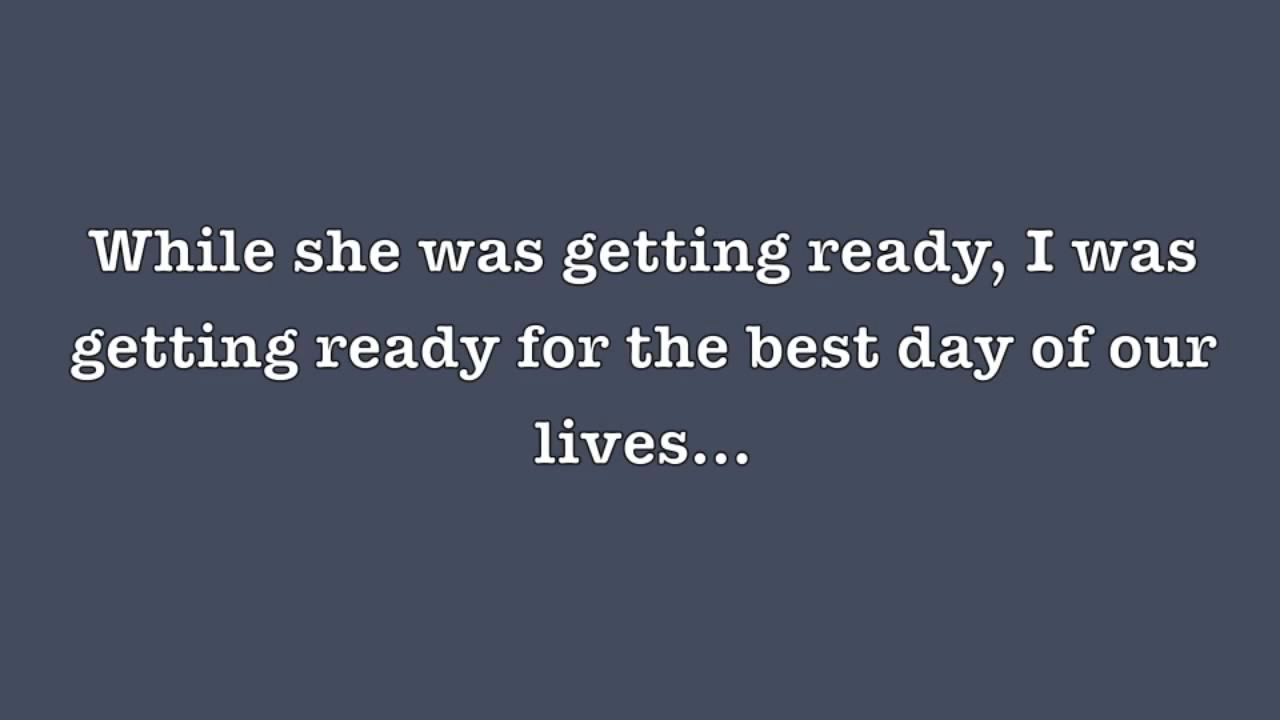 While she was getting ready, I was
getting ready for the best day of our
lives...